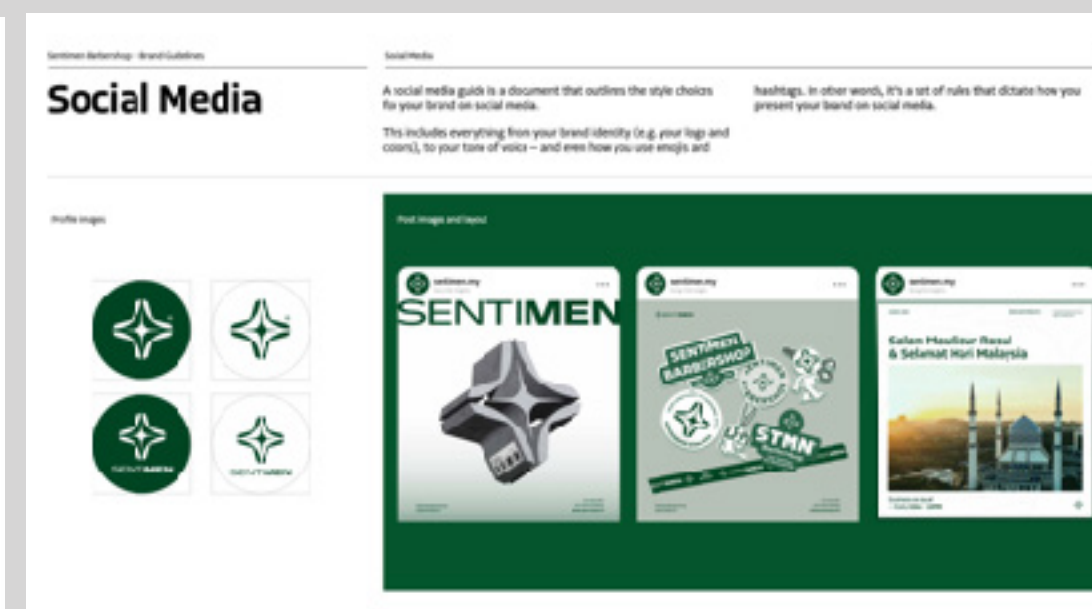 Sentimen Barbershop - Brand Guidelines
Social Media
Social Media
A social media guide is a document that outlines the style choices
for your brand on social media.
This includes everything from your brand identity (e.g. your logo and
colors), to your tone of voice — and even how you use emojis and
hashtags. In other words, it's a set of rules that dictate how you
present your brand on social media.
Profile images
Post images and layout
SENTIMEN
SENTIMEN
sentimen.my
SENTIMEN
sentimen.my
SENTIMEN
SENTIMEN
BARBERSHOP
STMN
sentimen.my
Salam Maulidur Rasul
& Selamat Hari Malaysia